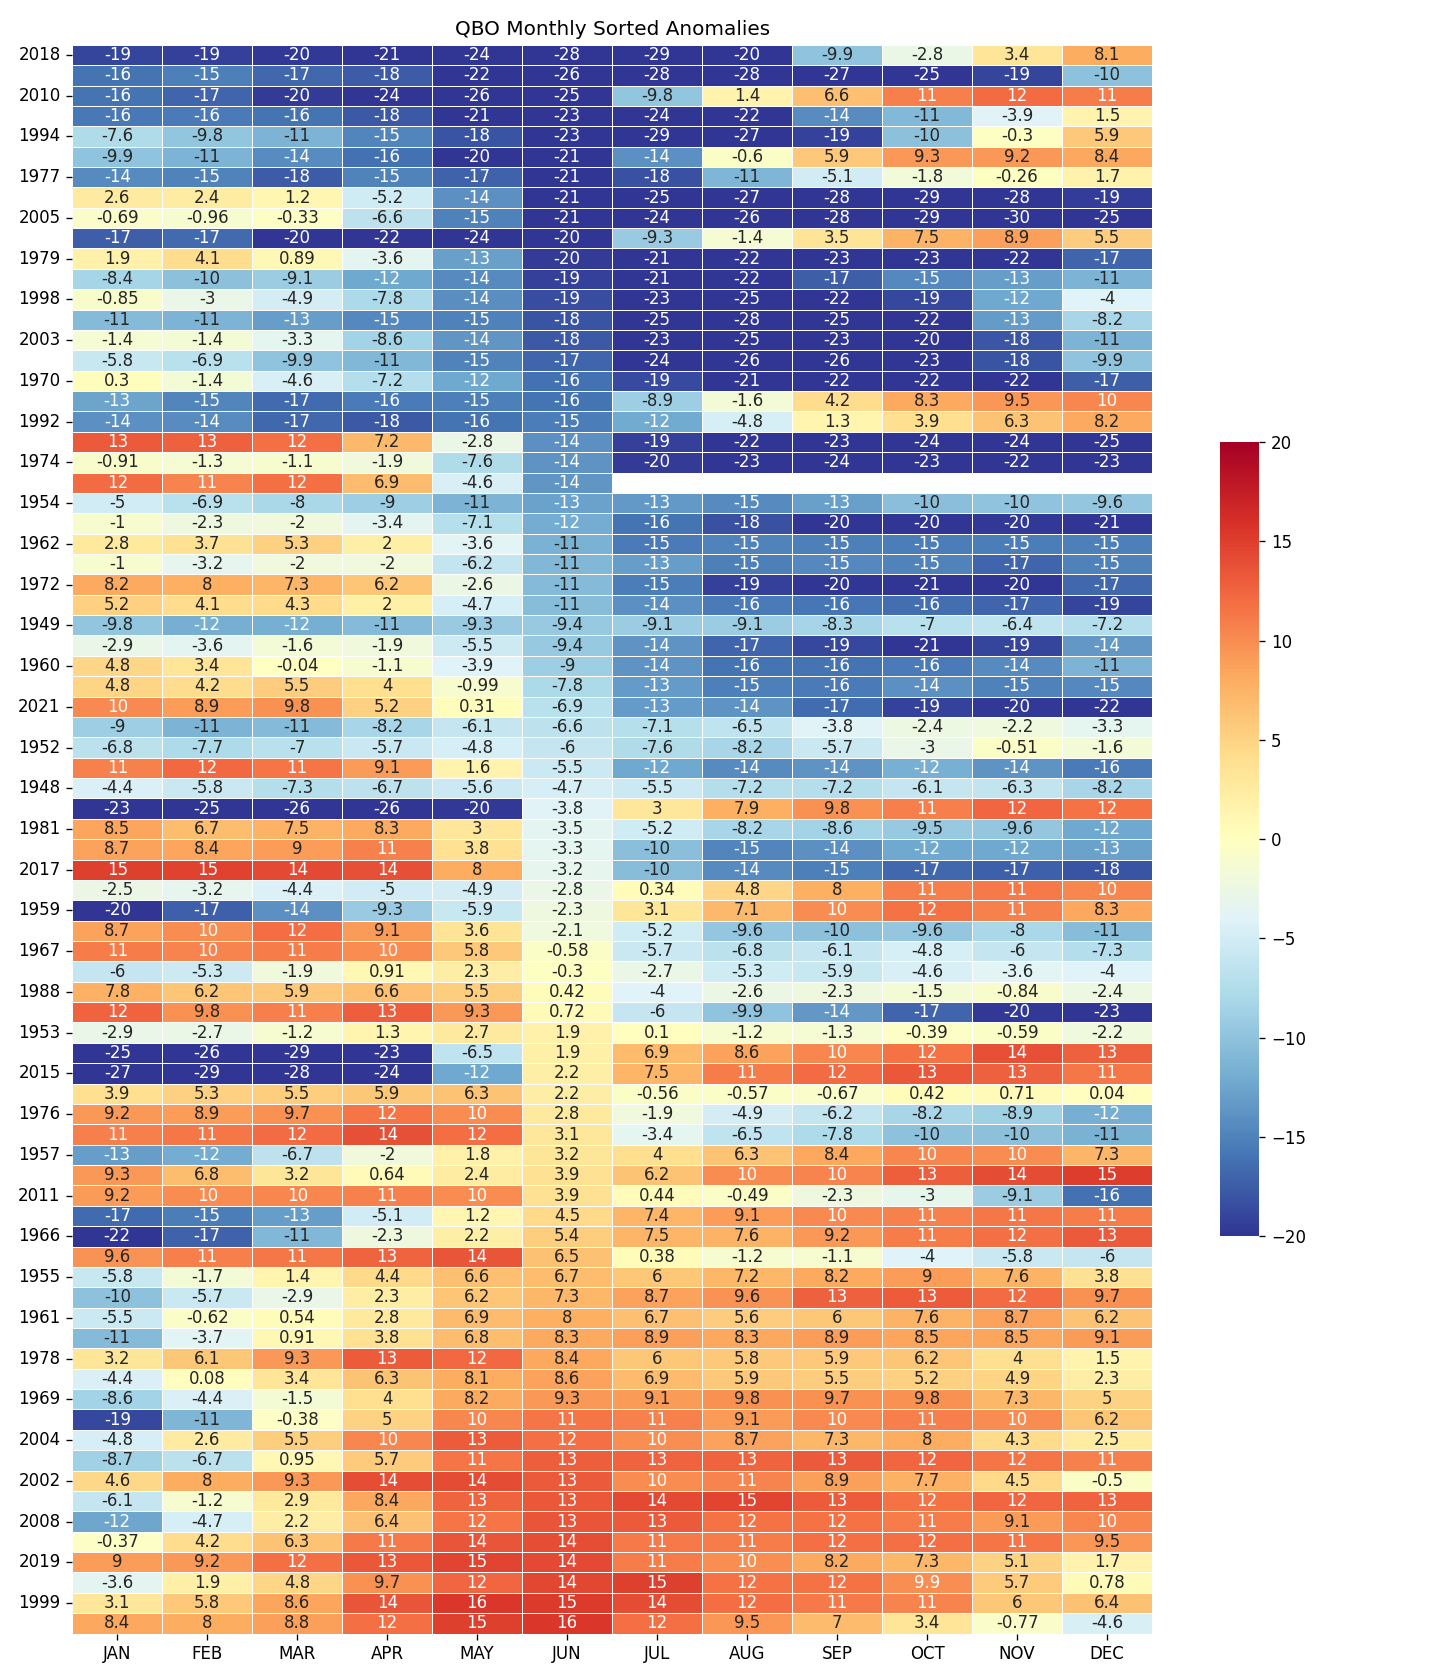 QBO Monthly Sorted Anomalies
2018 -19 -19 -20 -21 -24 -28 -29 -20 -9.9 -2.8 3.4 8.1
-16 -15 -17 -18 -22 -26 -28 -28 -27 -25 -19 -10
2010 -16 -17 -20 -24 -26 -25 -9.8 1.4 6.6 11 12 11
-16 -16 -16 -18 -21 -23 -24 -22 -14 -11 -3.9 1.5
1994 -7.6 -9.8 -11 -15 -18 -23 -29 -27 -19 -10 -0.3 5.9
-9.9 -11 -14 -16 -20 -21 -14 -0.6 5.9 9.3 9.2 8.4
1977 -14 -15 -18 -15 -17 -21 -18 -11 -5.1 -1.8 -0.26 1.7
2.6 2.4 1.2 -5.2 -14 -21 -25 -27 -28 -29 -28 -19
2005 -0.69 -0.96 -0.33 -6.6 -15 -21 -24 -26 -28 -29 -30 -25
-17 -17 -20 -22 -24 -20 -9.3 -1.4 3.5 7.5 8.9 5.5
1979 1.9 4.1 0.89 -3.6 -13 -20 -21 -22 -23 -23 -22 -17
-8.4 -10 -9.1 -12 -14 -19 -21 -22 -17 -15 -13 -11
1998 -0.85 -3 -4.9 -7.8 -14 -19 -23 -25 -22 -19 -12 -4
-11 -11 -13 -15 -15 -18 -25 -28 -25 -22 -13 -8.2
2003 -1.4 -1.4 -3.3 -8.6 -14 -18 -23 -25 -23 -20 -18 -11
-5.8 -6.9 -9.9 -11 -15 -17 -24 -26 -26 -23 -18 -9.9
1970 0.3 -1.4 -4.6 -7.2 -12 -16 -19 -21 -22 -22 -22 -17
-13 -15 -17 -16 -15 -16 -8.9 -1.6 4.2 8.3 9.5 10
1992 -14 -14 -17 -18 -16 -15 -12 -4.8 1.3 3.9 6.3 8.2
13 13 12 7.2 -2.8 -14 -19 -22 -23 -24 -24 -25
1974 -0.91 -1.3 -1.1 -1.9 -7.6 -14 -20 -23 -24 -23 -22 -23
12 11 12 6.9 -4.6 -14
1954 -5 -6.9 -8 -9 -11 -13 -13 -15 -13 -10 -10 -9.6
-1 -2.3 -2 -3.4 -7.1 -12 -16 -18 -20 -20 -20 -21
1962 2.8 3.7 5.3 2 -3.6 -11 -15 -15 -15 -15 -15 -15
-1 -3.2 -2 -2 -6.2 -11 -13 -15 -15 -15 -17 -15
1972 8.2 8 7.3 6.2 -2.6 -11 -15 -19 -20 -21 -20 -17
5.2 4.1 4.3 2 -4.7 -11 -14 -16 -16 -16 -17 -19
1949 -9.8 -12 -12 -11 -9.3 -9.4 -9.1 -9.1 -8.3 -7 -6.4 -7.2
-2.9 -3.6 -1.6 -1.9 -5.5 -9.4 -14 -17 -19 -21 -19 -14
1960 4.8 3.4 -0.04 -1.1 -3.9 -9 -14 -16 -16 -16 -14 -11
4.8 4.2 5.5 4 -0.99 -7.8 -13 -15 -16 -14 -15 -15
2021 10 8.9 9.8 5.2 0.31 -6.9 -13 -14 -17 -19 -20 -22
-9 -11 -11 -8.2 -6.1 -6.6 -7.1 -6.5 -3.8 -2.4 -2.2 -3.3
1952 -6.8 -7.7 -7 -5.7 -4.8 -6 -7.6 -8.2 -5.7 -3 -0.51 -1.6
11 12 11 9.1 1.6 -5.5 -12 -14 -14 -12 -14 -16
1948 -4.4 -5.8 -7.3 -6.7 -5.6 -4.7 -5.5 -7.2 -7.2 -6.1 -6.3 -8.2
-23 -25 -26 -26 -20 -3.8 3 7.9 9.8 11 12 12
1981 8.5 6.7 7.5 8.3 3 -3.5 -5.2 -8.2 -8.6 -9.5 -9.6 -12
8.7 8.4 9 11 3.8 -3.3 -10 -15 -14 -12 -12 -13
2017 15 15 14 14 8 -3.2 -10 -14 -15 -17 -17 -18
-2.5 -3.2 -4.4 -5 -4.9 -2.8 0.34 4.8 8 11 11 10
1959 -20 -17 -14 -9.3 -5.9 -2.3 3.1 7.1 10 12 11 8.3
8.7 10 12 9.1 3.6 -2.1 -5.2 -9.6 -10 -9.6 -8 -11
1967 11 10 11 10 5.8 -0.58 -5.7 -6.8 -6.1 -4.8 -6 -7.3
-6 -5.3 -1.9 0.91 2.3 -0.3 -2.7 -5.3 -5.9 -4.6 -3.6 -4
1988 7.8 6.2 5.9 6.6 5.5 0.42 -4 -2.6 -2.3 -1.5 -0.84 -2.4
12 9.8 11 13 9.3 0.72 -6 -9.9 -14 -17 -20 -23
1953 -2.9 -2.7 -1.2 1.3 2.7 1.9 0.1 -1.2 -1.3 -0.39 -0.59 -2.2
-25 -26 -29 -23 -6.5 1.9 6.9 8.6 10 12 14 13
2015 -27 -29 -28 -24 -12 2.2 7.5 11 12 13 13 11
3.9 5.3 5.5 5.9 6.3 2.2 -0.56 -0.57 -0.67 0.42 0.71 0.04
1976 9.2 8.9 9.7 12 10 2.8 -1.9 -4.9 -6.2 -8.2 -8.9 -12
11 11 12 14 12 3.1 -3.4 -6.5 -7.8 -10 -10 -11
1957 -13 -12 -6.7 -2 1.8 3.2 4 6.3 8.4 10 10 7.3
9.3 6.8 3.2 0.64 2.4 3.9 6.2 10 10 13 14 15
2011 9.2 10 10 11 10 3.9 0.44 -0.49 -2.3 -3 -9.1 -16
-17 -15 -13 -5.1 1.2 4.5 7.4 9.1 10 11 11 11
1966 -22 -17 -11 -2.3 2.2 5.4 7.5 7.6 9.2 11 12 13
9.6 11 11 13 14 6.5 0.38 -1.2 -1.1 -4 -5.8 -6
1955 -5.8 -1.7 1.4 4.4 6.6 6.7 6 7.2 8.2 9 7.6 3.8
-10 -5.7 -2.9 2.3 6.2 7.3 8.7 9.6 13 13 12 9.7
1961 -5.5 -0.62 0.54 2.8 6.9 8 6.7 5.6 6 7.6 8.7 6.2
-11 -3.7 0.91 3.8 6.8 8.3 8.9 8.3 8.9 8.5 8.5 9.1
1978 3.2 6.1 9.3 13 12 8.4 6 5.8 5.9 6.2 4 1.5
-4.4 0.08 3.4 6.3 8.1 8.6 6.9 5.9 5.5 5.2 4.9 2.3
1969 -8.6 -4.4 -1.5 4 8.2 9.3 9.1 9.8 9.7 9.8 7.3 5
-19 -11 -0.38 5 10 11 11 9.1 10 11 10 6.2
2004 -4.8 2.6 5.5 10 13 12 10 8.7 7.3 8 4.3 2.5
-8.7 -6.7 0.95 5.7 11 13 13 13 13 12 12 11
2002 4.6 8 9.3 14 14 13 10 11 8.9 7.7 4.5 -0.5
-6.1 -1.2 2.9 8.4 13 13 14 15 13 12 12 13
2008 -12 -4.7 2.2 6.4 12 13 13 12 12 11 9.1 10
-0.37 4.2 6.3 11 14 14 11 11 12 12 11 9.5
2019 9 9.2 12 13 15 14 11 10 8.2 7.3 5.1 1.7
-3.6 1.9 4.8 9.7 12 14 15 12 12 9.9 5.7 0.78
1999 3.1 5.8 8.6 14 16 15 14 12 11 11 6 6.4
8.4 8 8.8 12 15 16 12 9.5 7 3.4 -0.77 -4.6
JAN FEB MAR APR MAY JUN JUL AUG SEP OCT NOV DEC
20
15
10
5
0
−5
−10
−15
−20